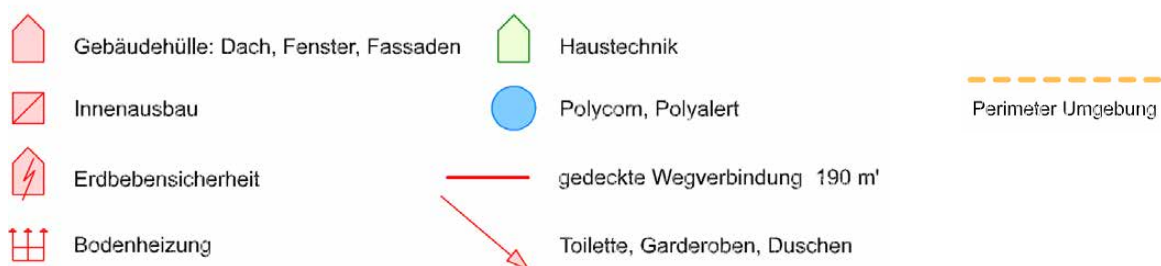 Gebäudehülle: Dach, Fenster, Fassaden
Innenausbau
Erdbebensicherheit
Bodenheizung
Haustechnik
Polycom, Polyalert
gedeckte Wegverbindung 190 m'
Toilette, Garderoben, Duschen
Perimeter Umgebung